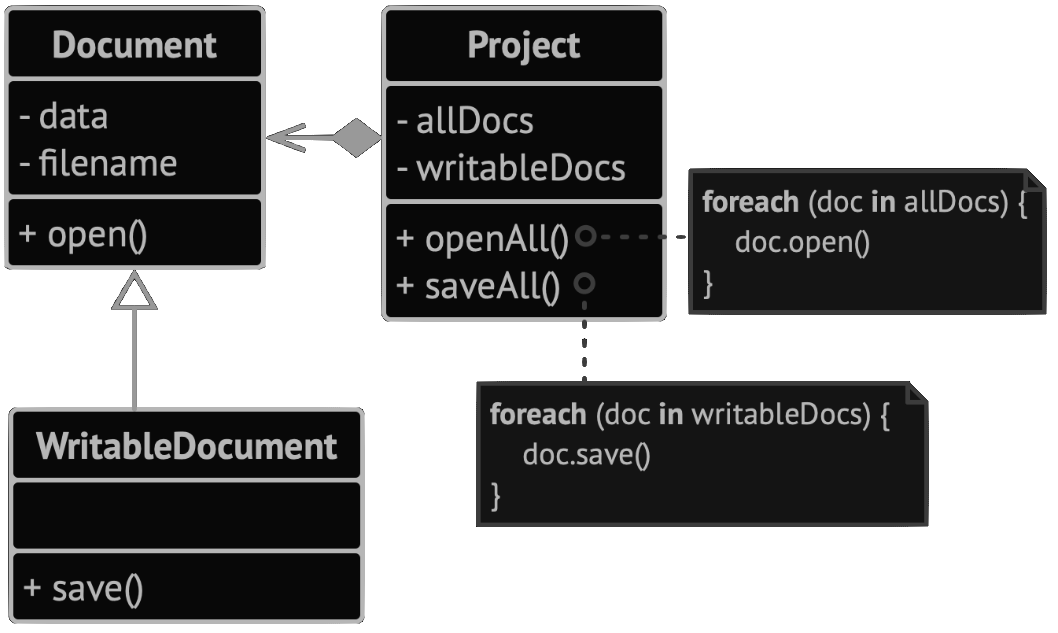 Document
- data
- filename
+ open()
Project
- allDocs
- writableDocs
+ openAll()
+ saveAll()
foreach (doc in allDocs) {
doc.open()
}
foreach (doc in writableDocs) {
doc.save()
}
WritableDocument
+ save()